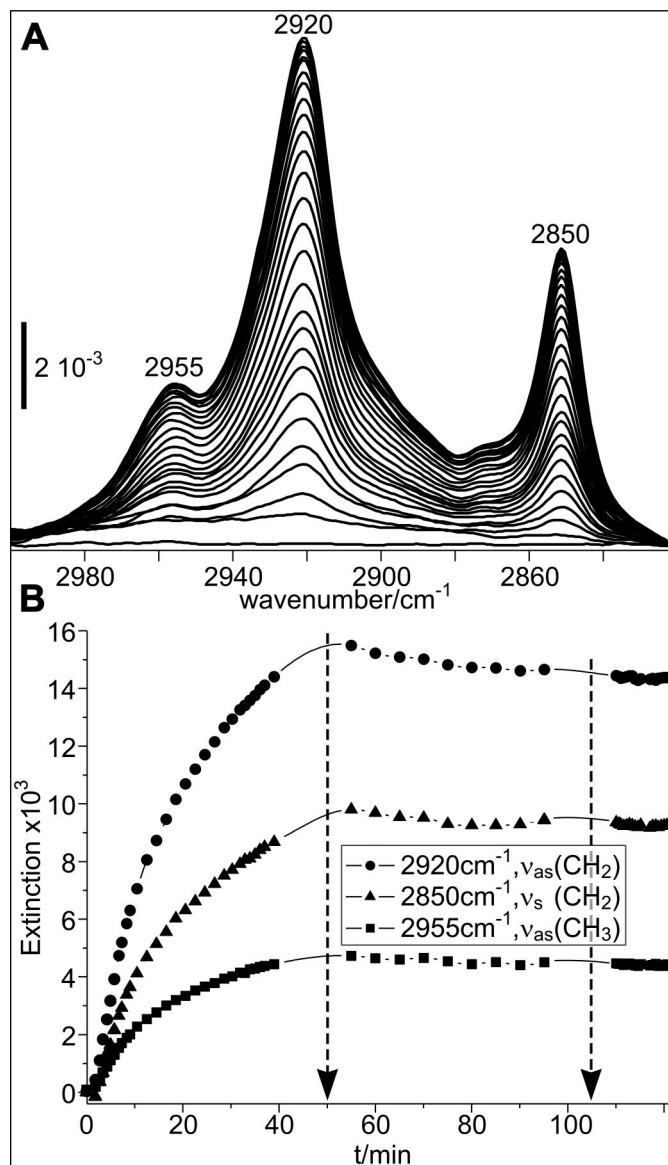 A
2920
2850
2955
2 10⁻³
2980 2940 2900 2860
wavenumber/cm⁻¹
B
16
14
12
10
8
6
4
2
0
Extinction x10³
2920cm⁻¹,νas(CH₂)
2850cm⁻¹,νs (CH₂)
2955cm⁻¹,νas(CH₃)
0 20 40 60 80 100
t/min